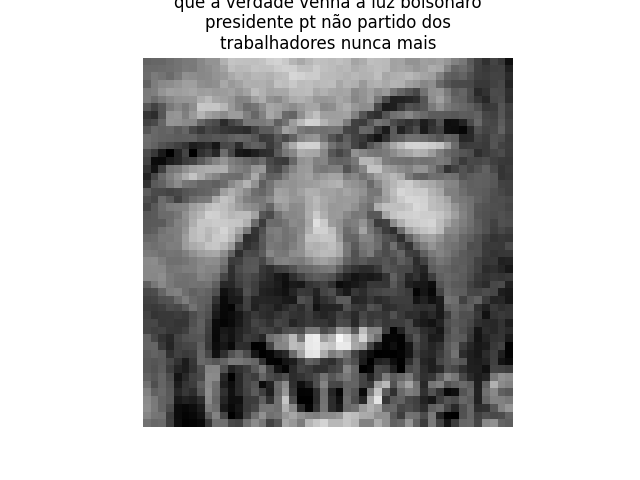 que a verdade venha à luz bolsonaro
presidente pt não partido dos
trabalhadores nunca mais